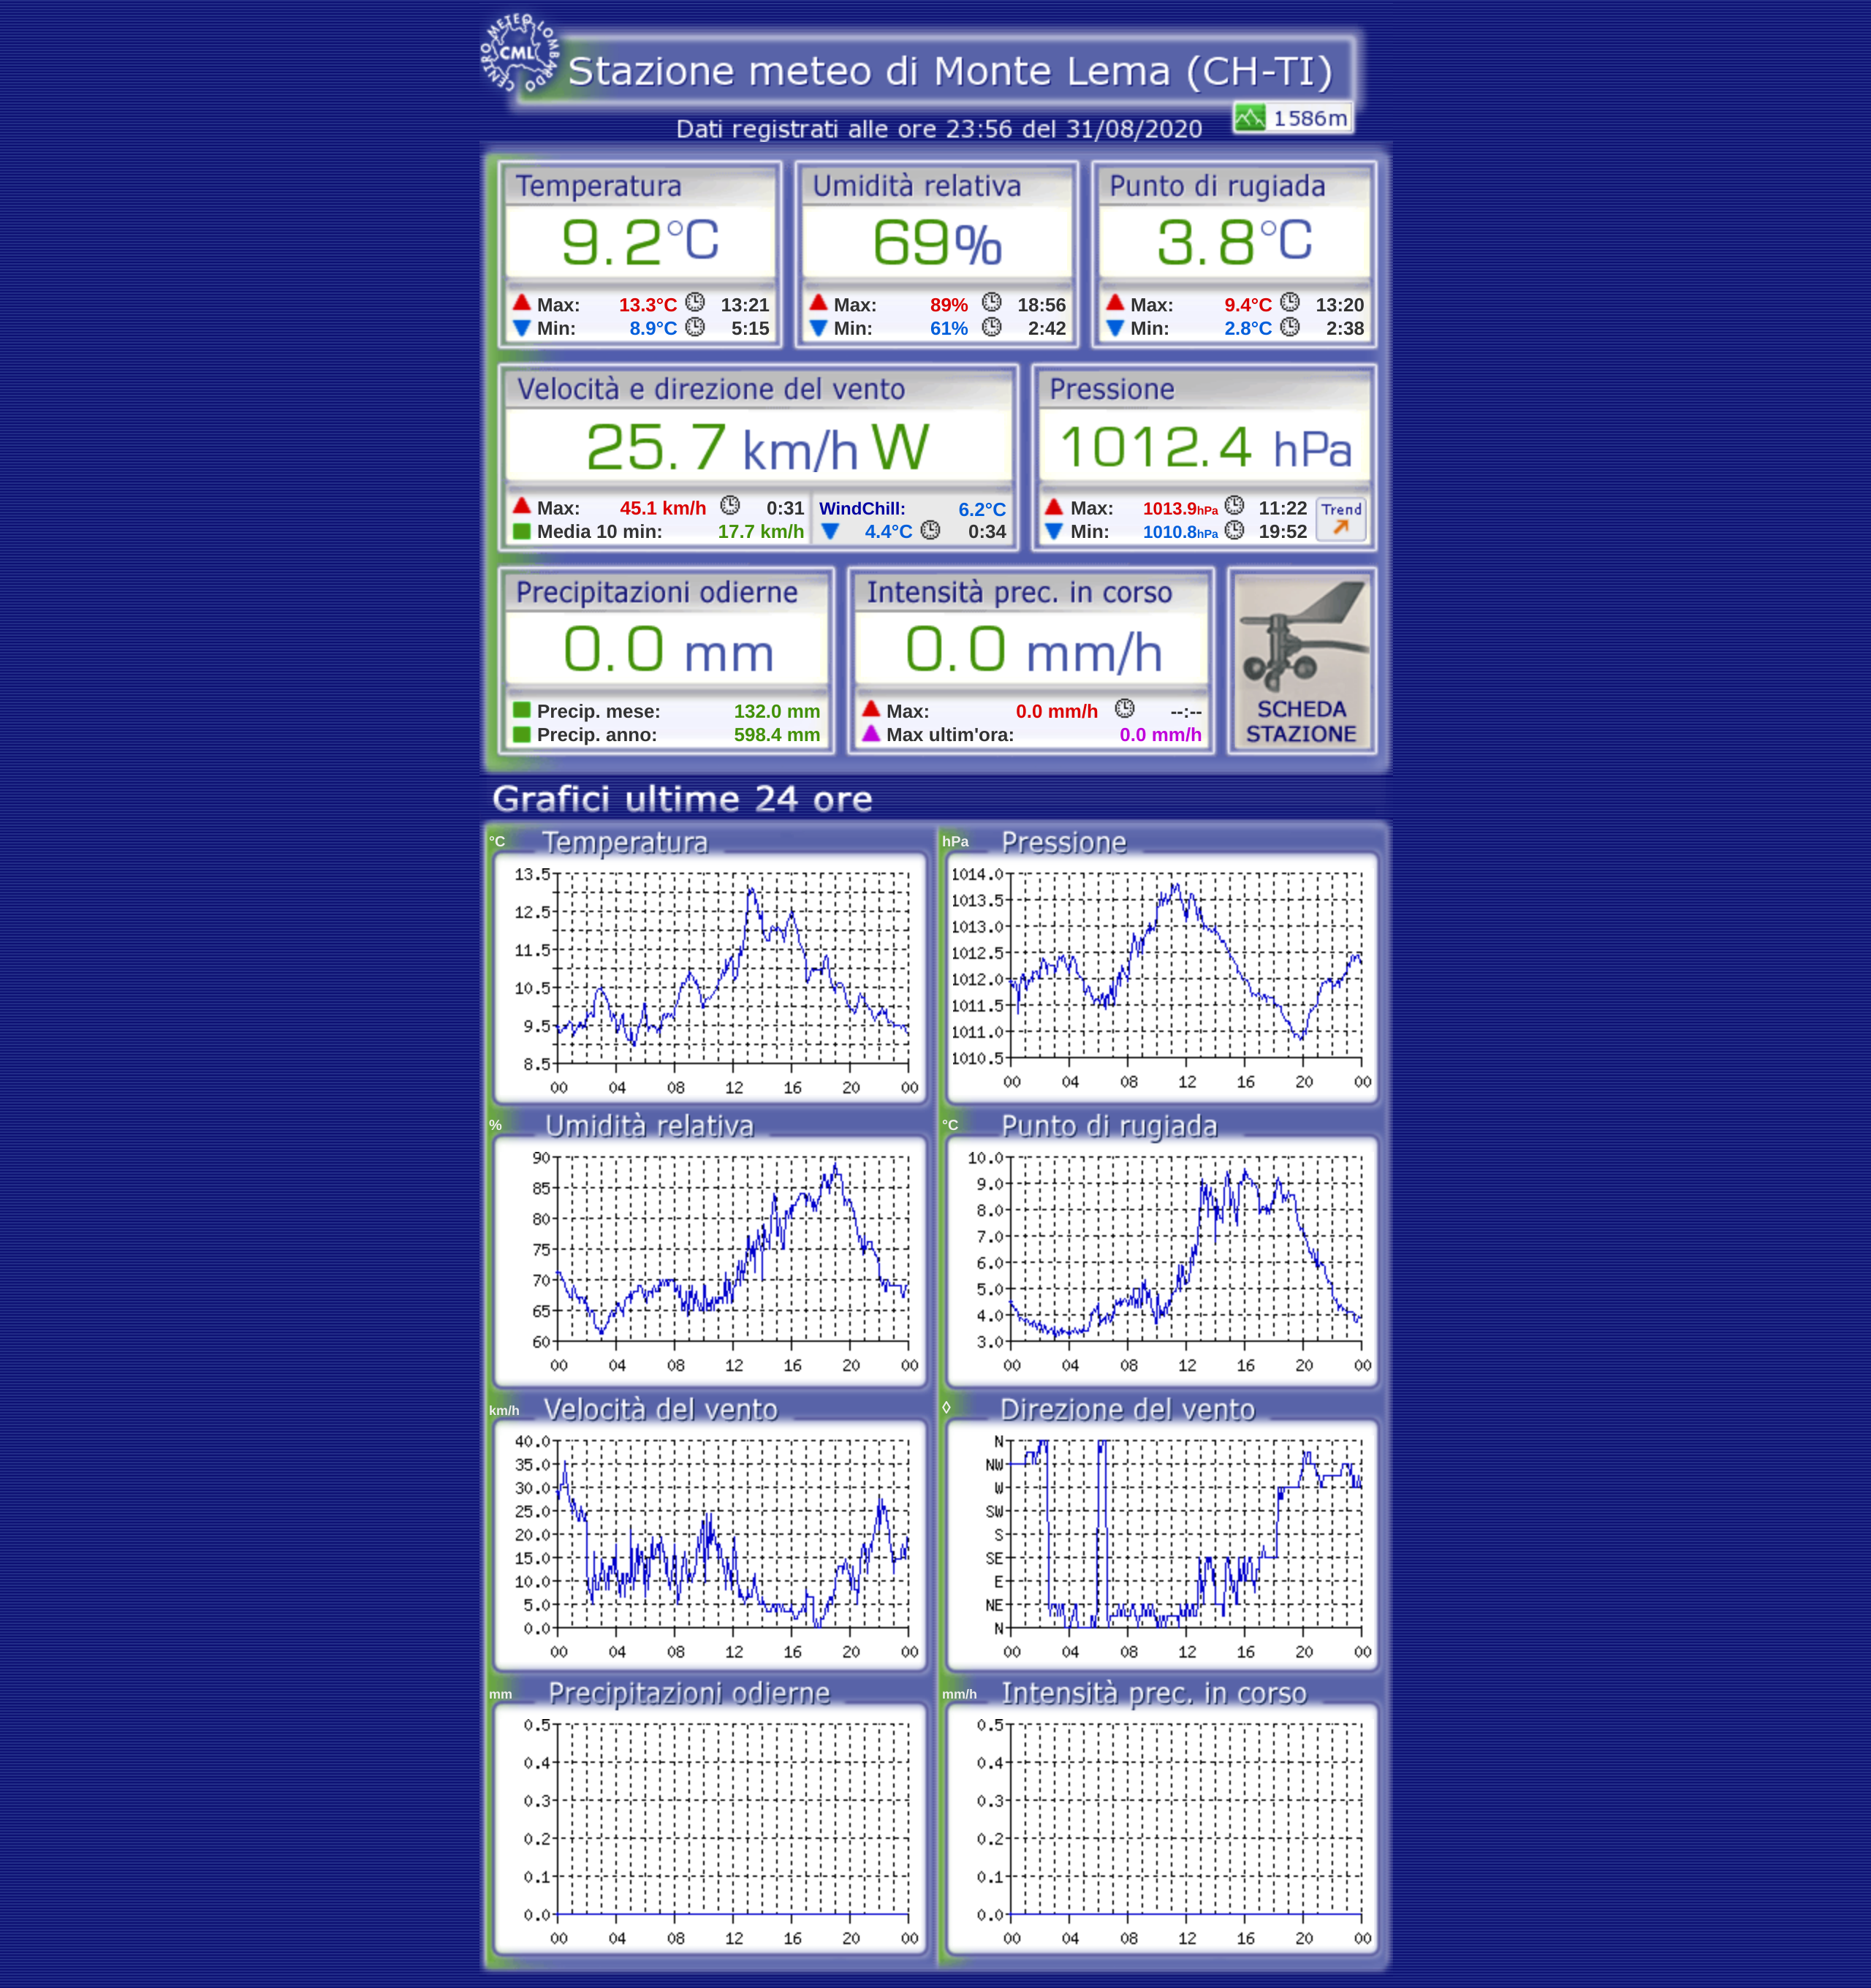 CENTRO METEO LOMBARDO
CML
Stazione meteo di Monte Lema (CH-TI)
1586m
Dati registrati alle ore 23:56 del 31/08/2020
Temperatura
9.2°C
Max: 13.3°C 13:21
Min: 8.9°C 5:15
Umidità relativa
69%
Max: 89% 18:56
Min: 61% 2:42
Punto di rugiada
3.8°C
Max: 9.4°C 13:20
Min: 2.8°C 2:38
Velocità e direzione del vento
25.7 km/h W
Max: 45.1 km/h 0:31
Media 10 min: 17.7 km/h
WindChill: 6.2°C
4.4°C 0:34
Pressione
1012.4 hPa
Max: 1013.9hPa 11:22
Min: 1010.8hPa 19:52
Trend
Precipitazioni odierne
0.0 mm
Precip. mese: 132.0 mm
Precip. anno: 598.4 mm
Intensità prec. in corso
0.0 mm/h
Max: 0.0 mm/h --:--
Max ultim'ora: 0.0 mm/h
SCHEDA
STAZIONE
Grafici ultime 24 ore
°C Temperatura
13.5
12.5
11.5
10.5
9.5
8.5
00 04 08 12 16 20 00
hPa Pressione
1014.0
1013.5
1013.0
1012.5
1012.0
1011.5
1011.0
1010.5
00 04 08 12 16 20 00
% Umidità relativa
90
85
80
75
70
65
60
00 04 08 12 16 20 00
°C Punto di rugiada
10.0
9.0
8.0
7.0
6.0
5.0
4.0
3.0
00 04 08 12 16 20 00
km/h Velocità del vento
40.0
35.0
30.0
25.0
20.0
15.0
10.0
5.0
0.0
00 04 08 12 16 20 00
◊ Direzione del vento
N
NW
W
SW
S
SE
E
NE
N
00 04 08 12 16 20 00
mm Precipitazioni odierne
0.5
0.4
0.3
0.2
0.1
0.0
00 04 08 12 16 20 00
mm/h Intensità prec. in corso
0.5
0.4
0.3
0.2
0.1
0.0
00 04 08 12 16 20 00